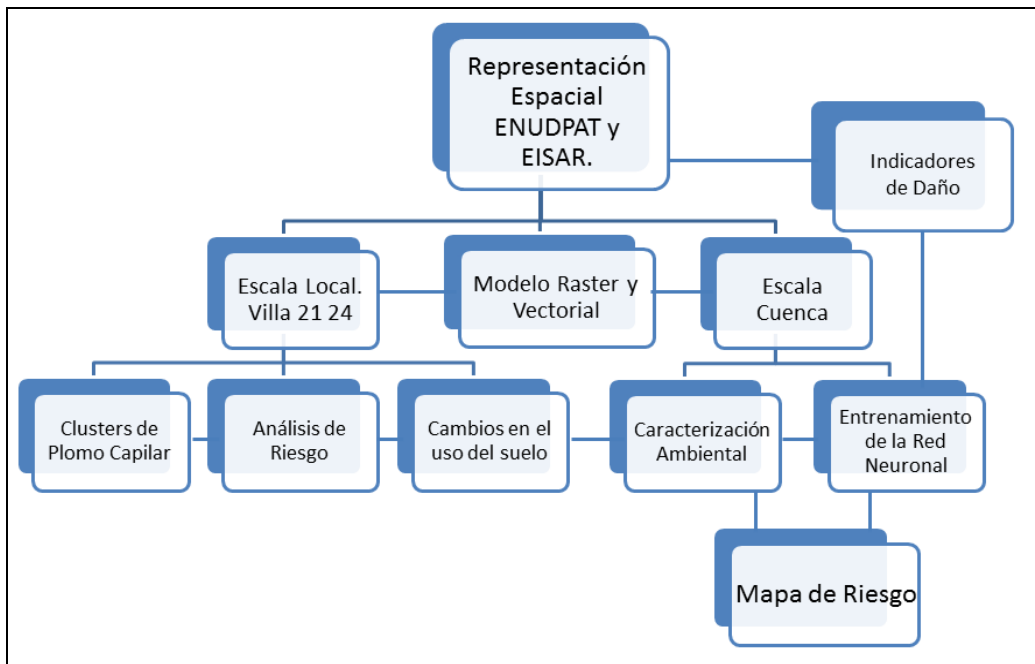 Representación
Espacial
ENUDPAT y
EISAR.
Indicadores
de Daño
Escala Local.
Villa 21 24
Modelo Raster y
Vectorial
Escala
Cuenca
Clusters de
Plomo Capilar
Análisis de
Riesgo
Cambios en el
uso del suelo
Caracterización
Ambiental
Entrenamiento
de la Red
Neuronal
Mapa de Riesgo